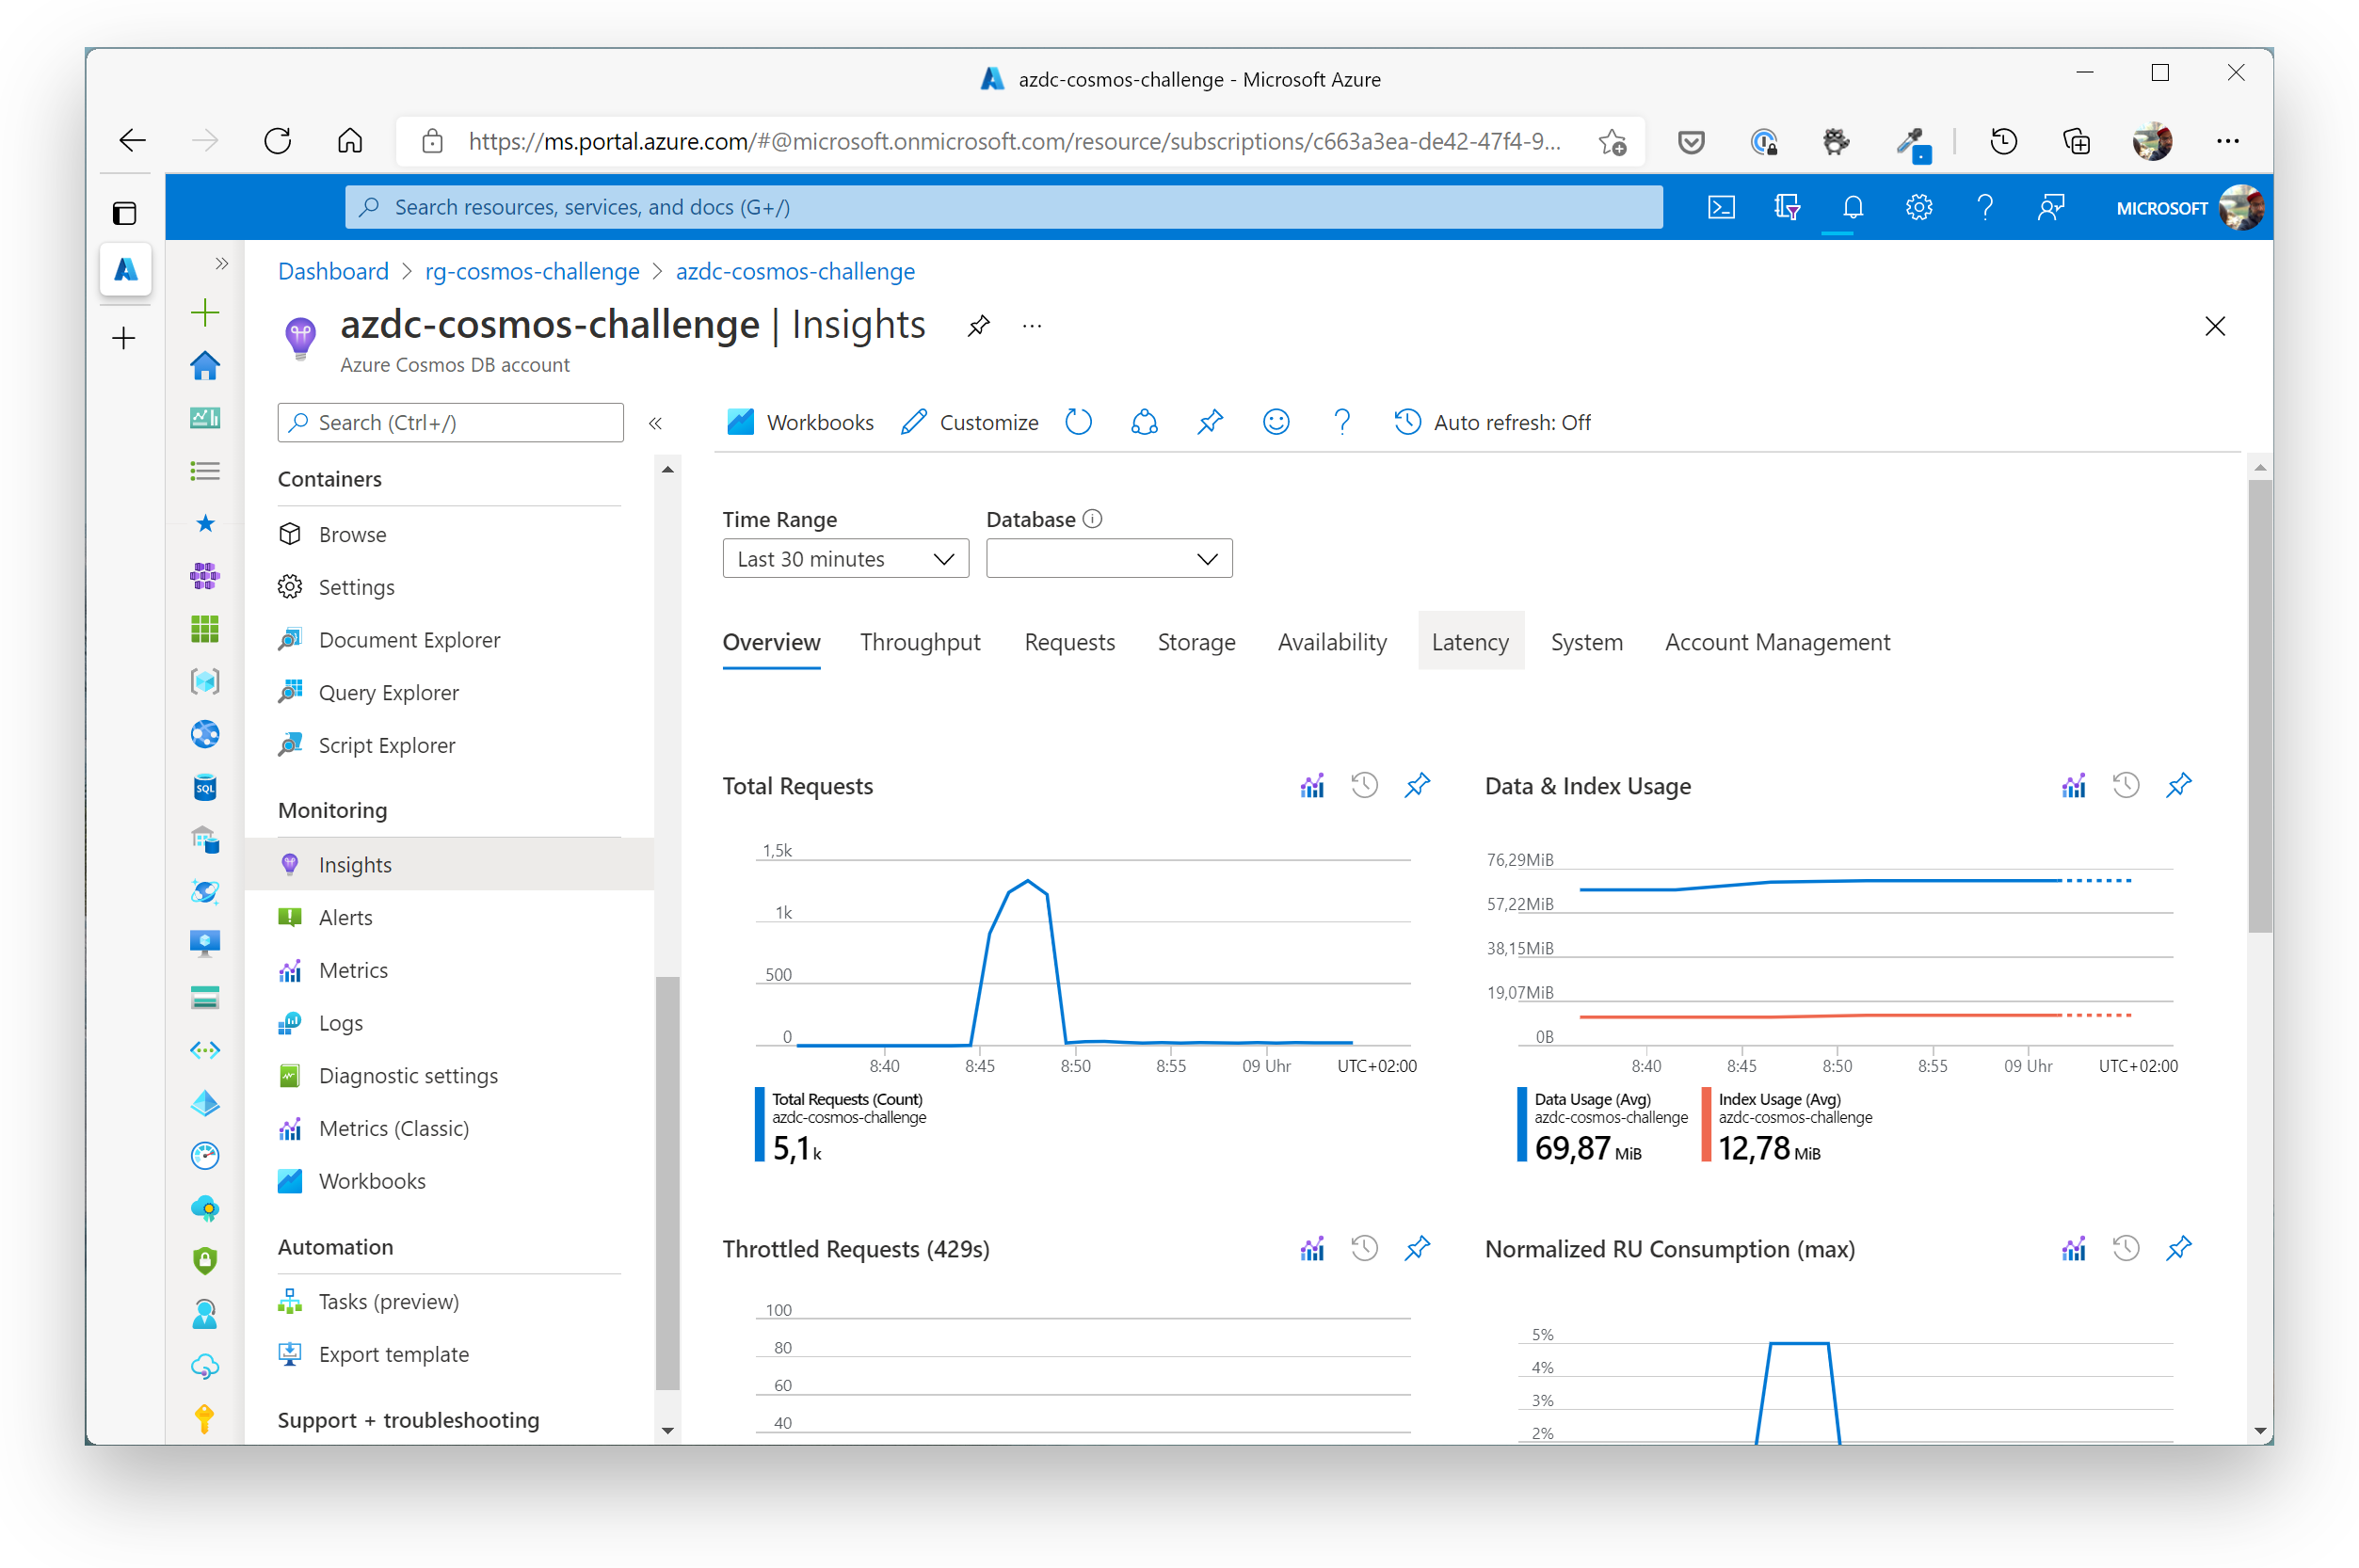 azdc-cosmos-challenge - Microsoft Azure
https://ms.portal.azure.com/#@microsoft.onmicrosoft.com/resource/subscriptions/c663a3ea-de42-47f4-9...
Search resources, services, and docs (G+/)
MICROSOFT
Dashboard > rg-cosmos-challenge > azdc-cosmos-challenge
azdc-cosmos-challenge | Insights
Azure Cosmos DB account
Search (Ctrl+/)
Containers
Browse
Settings
Document Explorer
Query Explorer
Script Explorer
Monitoring
Insights
Alerts
Metrics
Logs
Diagnostic settings
Metrics (Classic)
Workbooks
Automation
Tasks (preview)
Export template
Support + troubleshooting
SQL
Workbooks Customize Auto refresh: Off
Time Range Database
Last 30 minutes
Overview Throughput Requests Storage Availability Latency System Account Management
Total Requests
1,5k
1k
500
0
8:40 8:45 8:50 8:55 09 Uhr UTC+02:00
Total Requests (Count)
azdc-cosmos-challenge
5,1 k
Data & Index Usage
76,29MiB
57,22MiB
38,15MiB
19,07MiB
0B
8:40 8:45 8:50 8:55 09 Uhr UTC+02:00
Data Usage (Avg)
azdc-cosmos-challenge
69,87 MiB
Index Usage (Avg)
azdc-cosmos-challenge
12,78 MiB
Throttled Requests (429s)
100
80
60
40
Normalized RU Consumption (max)
5%
4%
3%
2%